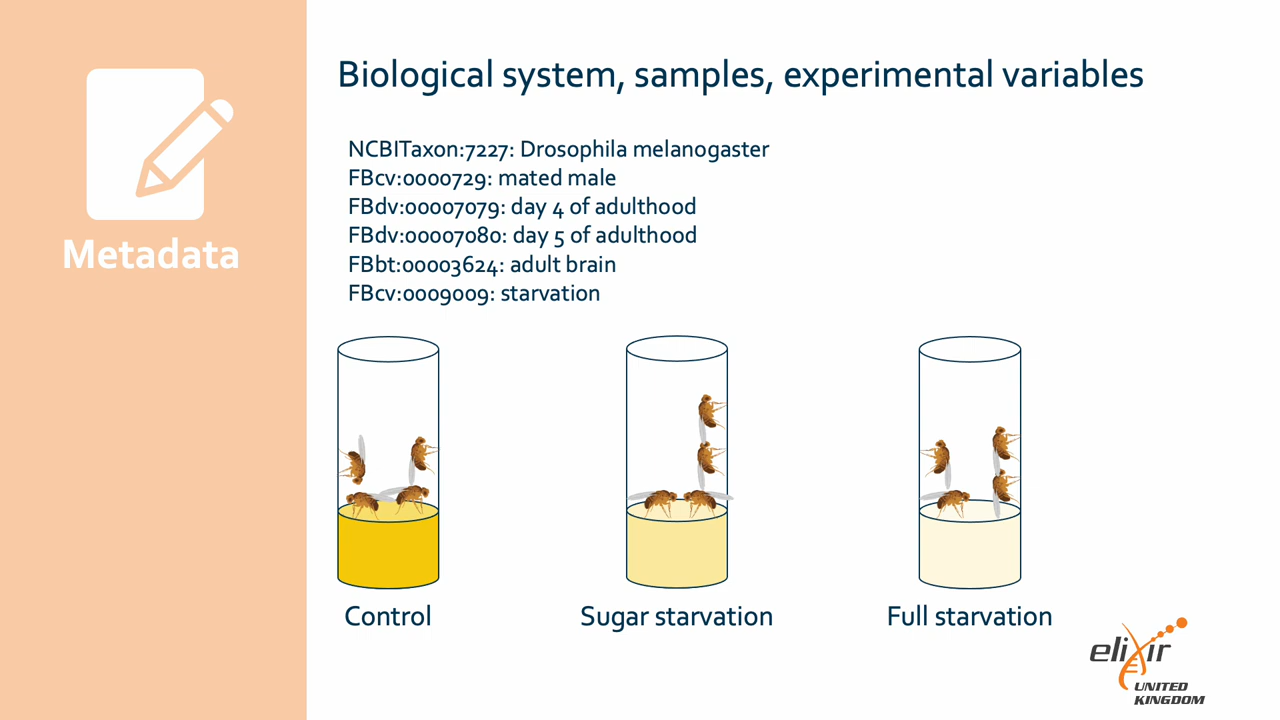 Metadata
Biological system, samples, experimental variables
NCBITaxon:7227: Drosophila melanogaster
FBcv:0000729: mated male
FBdv:00007079: day 4 of adulthood
FBdv:00007080: day 5 of adulthood
FBbt:00003624: adult brain
FBcv:0009009: starvation
Control
Sugar starvation
Full starvation
elixir
UNITED
KINGDOM